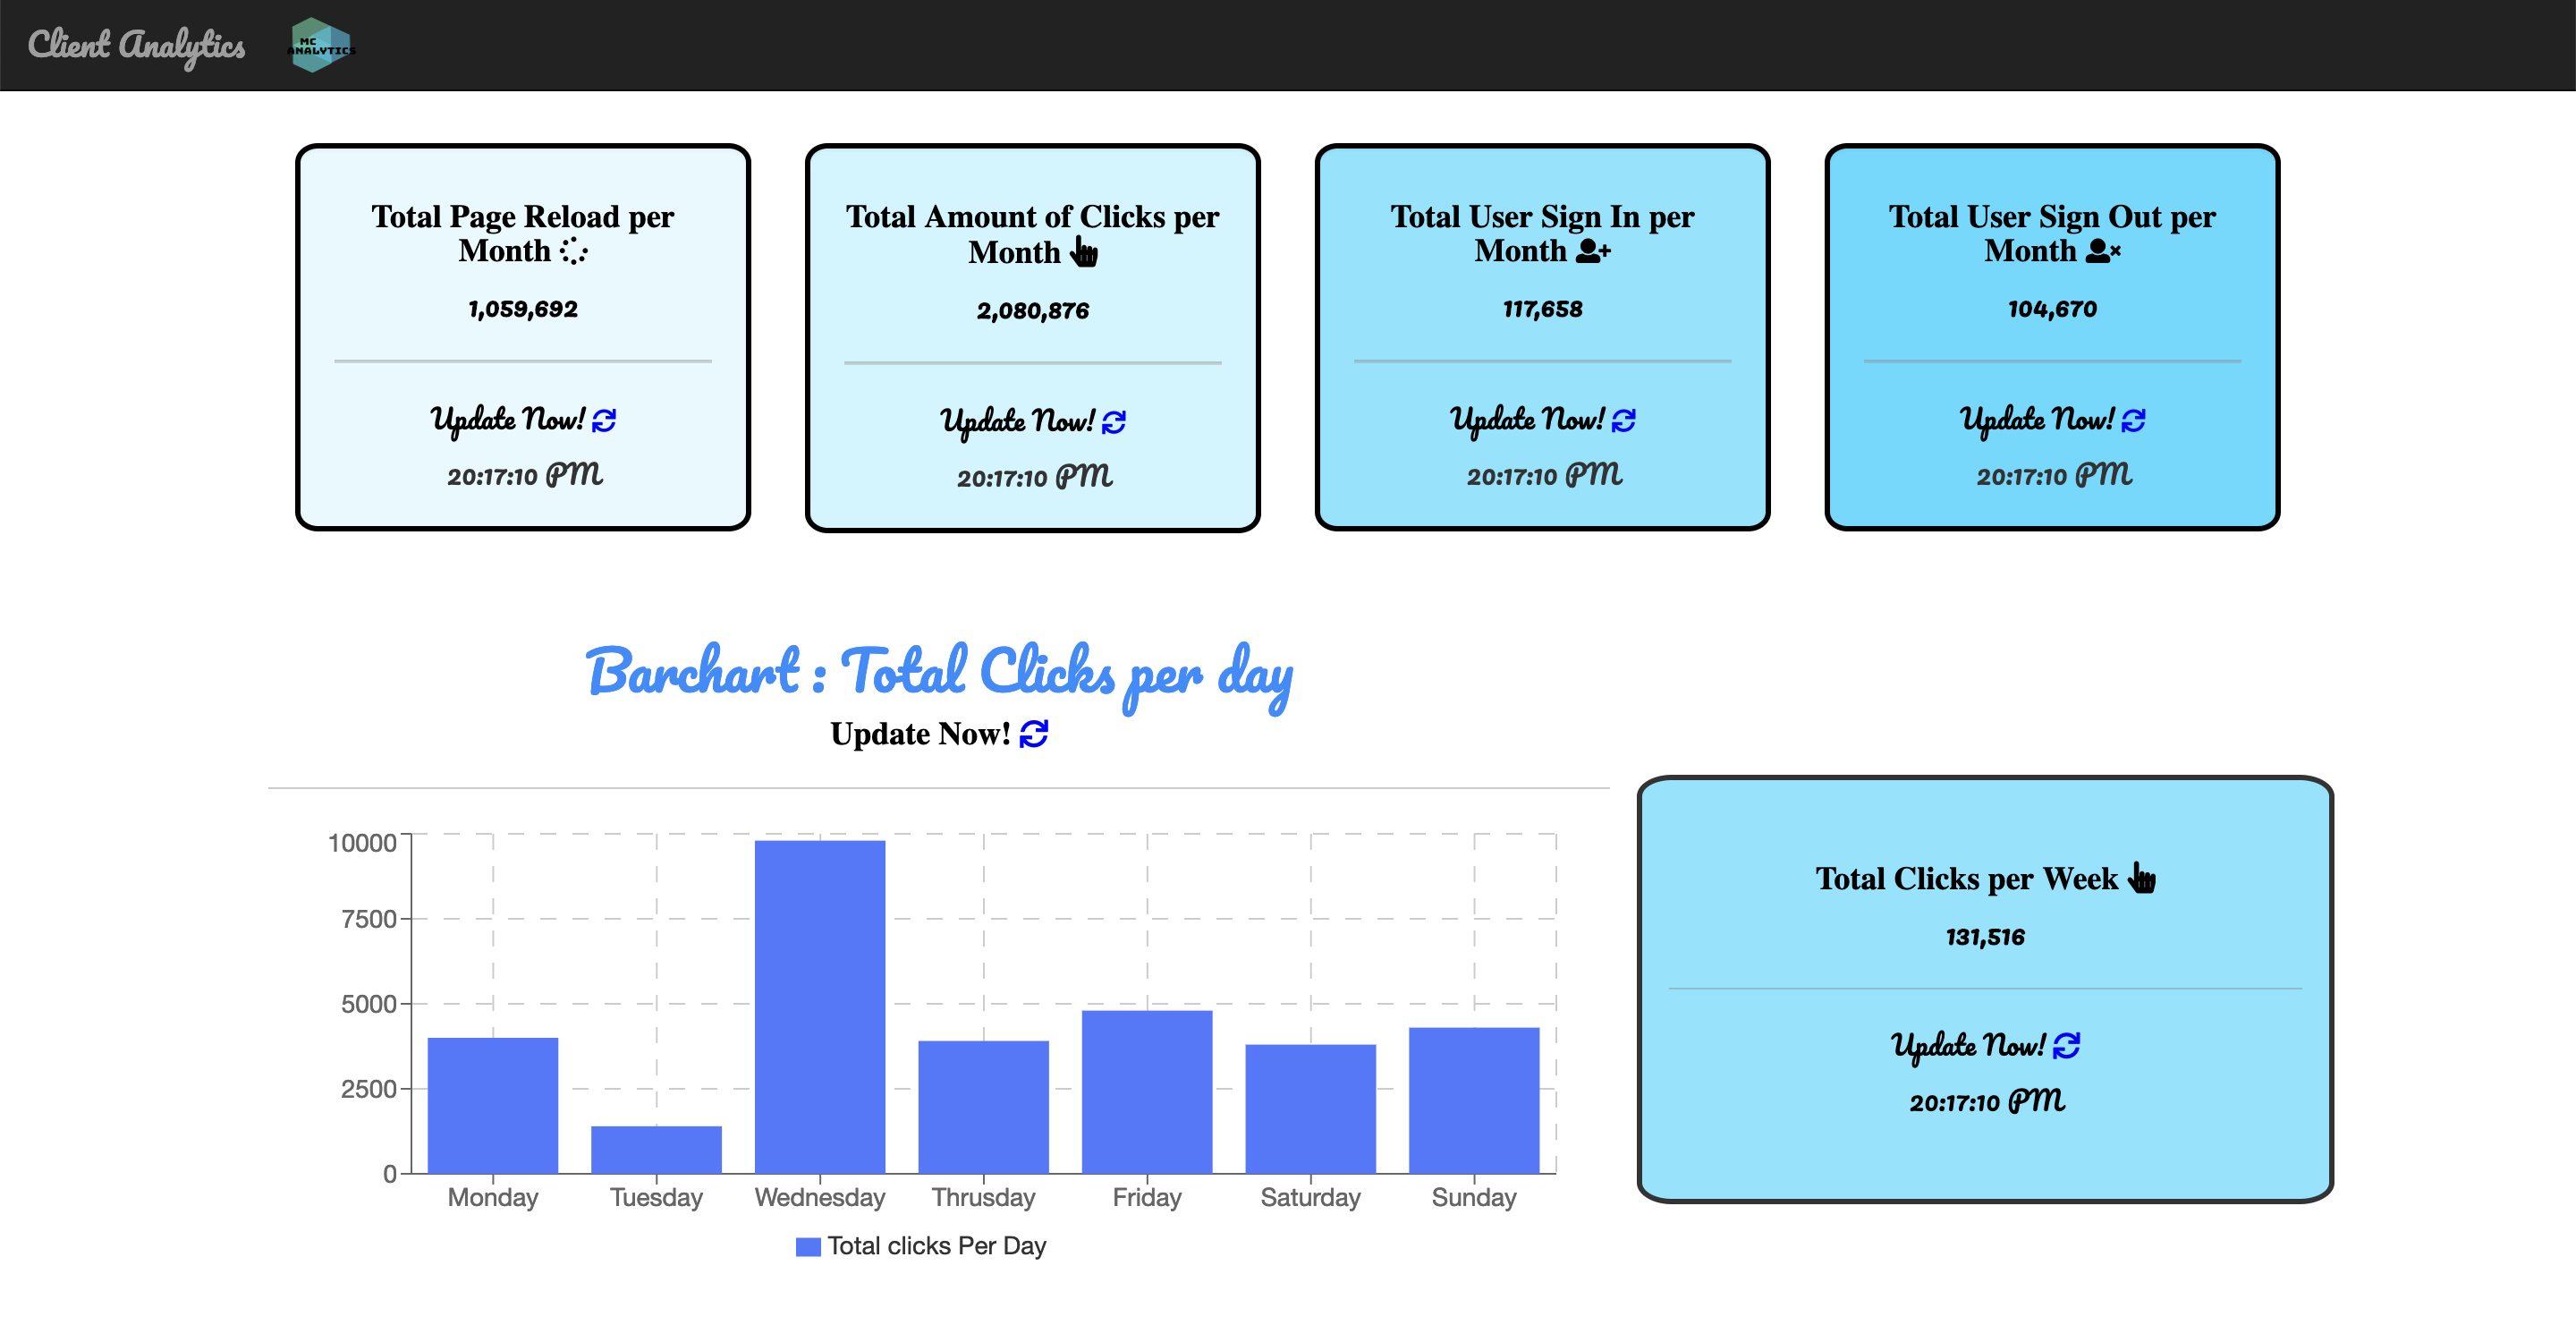 Client Analytics
MC
ANALYTICS
Total Page Reload per
Month
1,059,692
Update Now!
20:17:10 PM
Total Amount of Clicks per
Month
2,080,876
Update Now!
20:17:10 PM
Total User Sign In per
Month
117,658
Update Now!
20:17:10 PM
Total User Sign Out per
Month
104,670
Update Now!
20:17:10 PM
Barchart : Total Clicks per day
Update Now!
10000
7500
5000
2500
0
Monday Tuesday Wednesday Thrusday Friday Saturday Sunday
Total clicks Per Day
Total Clicks per Week
131,516
Update Now!
20:17:10 PM